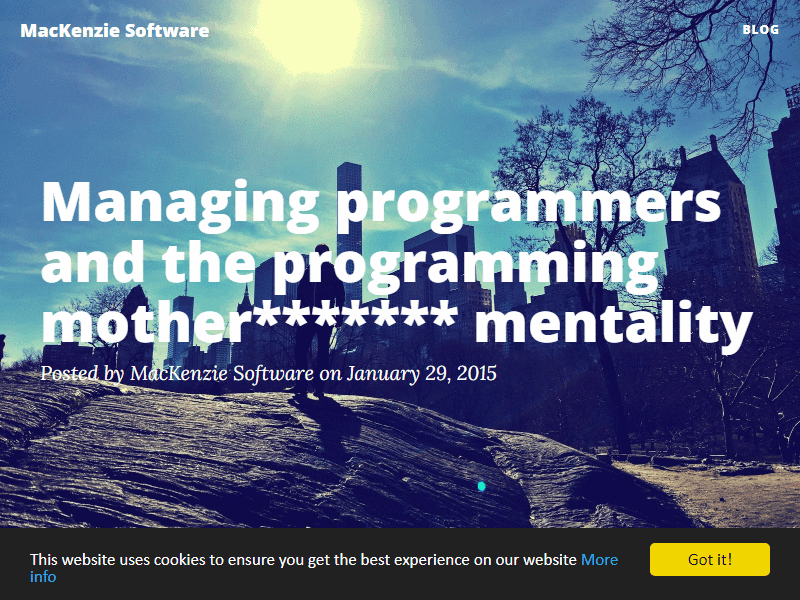 MacKenzie Software
BLOG
Managing programmers
and the programming
mother******* mentality
Posted by MacKenzie Software on January 29, 2015
This website uses cookies to ensure you get the best experience on our website More
info
Got it!